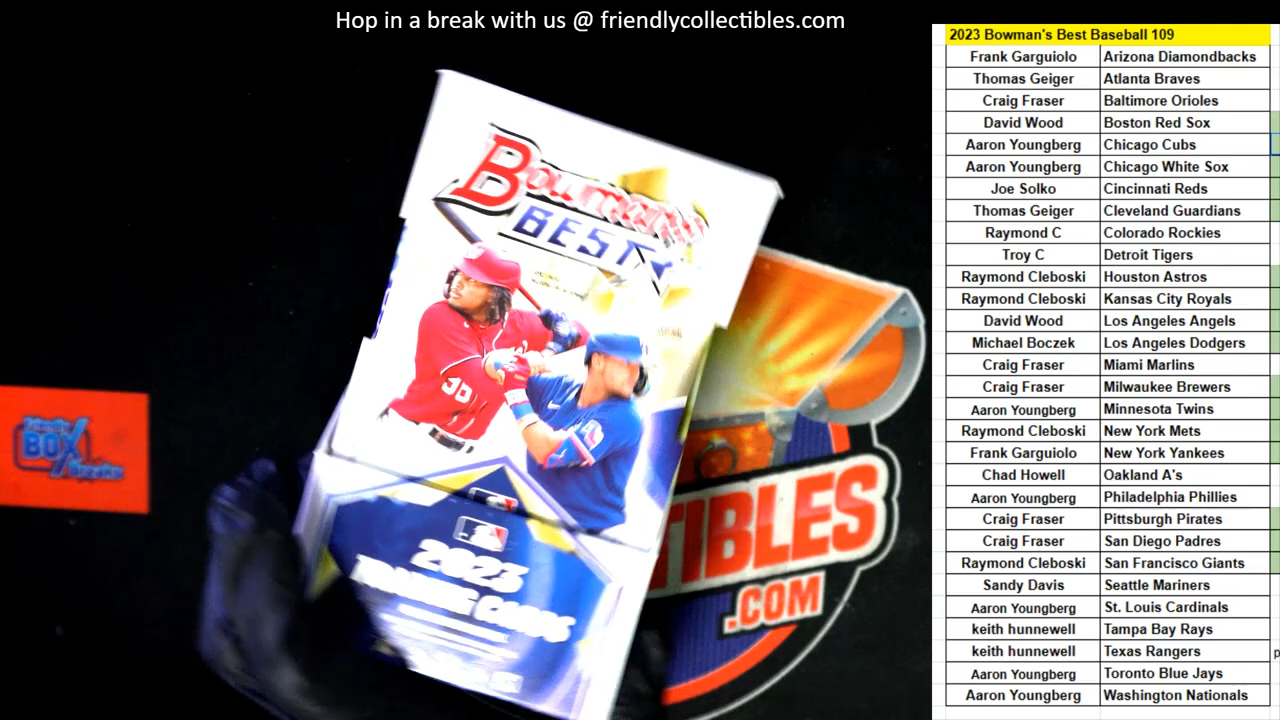 Hop in a break with us @ friendlycollectibles.com
2023 Bowman's Best Baseball 109
Frank Garguiolo Arizona Diamondbacks
Thomas Geiger Atlanta Braves
Craig Fraser Baltimore Orioles
David Wood Boston Red Sox
Aaron Youngberg Chicago Cubs
Aaron Youngberg Chicago White Sox
Joe Solko Cincinnati Reds
Thomas Geiger Cleveland Guardians
Raymond C Colorado Rockies
Troy C Detroit Tigers
Raymond Cleboski Houston Astros
Raymond Cleboski Kansas City Royals
David Wood Los Angeles Angels
Michael Boczek Los Angeles Dodgers
Craig Fraser Miami Marlins
Craig Fraser Milwaukee Brewers
Aaron Youngberg Minnesota Twins
Raymond Cleboski New York Mets
Frank Garguiolo New York Yankees
Chad Howell Oakland A's
Aaron Youngberg Philadelphia Phillies
Craig Fraser Pittsburgh Pirates
Craig Fraser San Diego Padres
Raymond Cleboski San Francisco Giants
Sandy Davis Seattle Mariners
Aaron Youngberg St. Louis Cardinals
keith hunnewell Tampa Bay Rays
keith hunnewell Texas Rangers p
Aaron Youngberg Toronto Blue Jays
Aaron Youngberg Washington Nationals
BOWMAN'S
BEST
2023
TRADING CARDS
BOX
Breaks
TIBLES
.COM